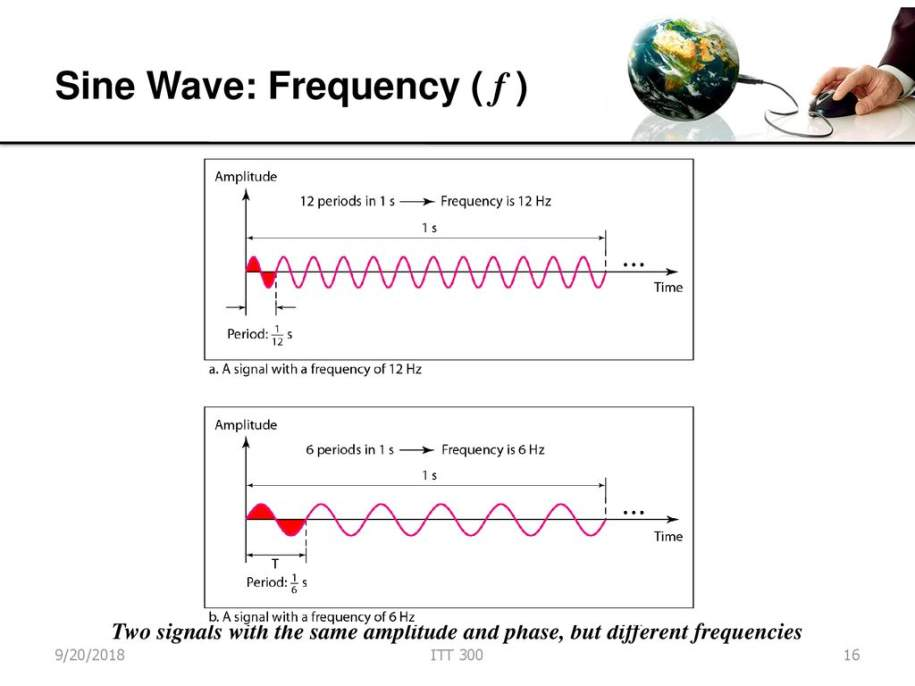 Sine Wave: Frequency (f)
Amplitude
12 periods in 1 s → Frequency is 12 Hz
1 s
...
Time
Period: 1/12 s
a. A signal with a frequency of 12 Hz
Amplitude
6 periods in 1 s → Frequency is 6 Hz
1 s
...
Time
T
Period: 1/6 s
b. A signal with a frequency of 6 Hz
Two signals with the same amplitude and phase, but different frequencies
9/20/2018 ITT 300 16